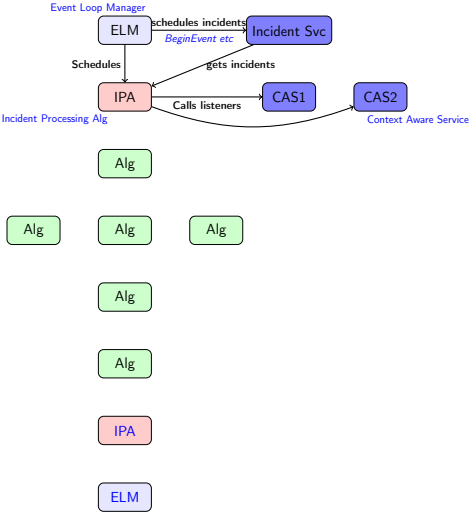 Event Loop Manager
ELM
schedules incidents
BeginEvent etc
Incident Svc
Schedules
gets incidents
IPA
Calls listeners
CAS1
CAS2
Incident Processing Alg
Context Aware Service
Alg
Alg
Alg
Alg
Alg
Alg
IPA
ELM